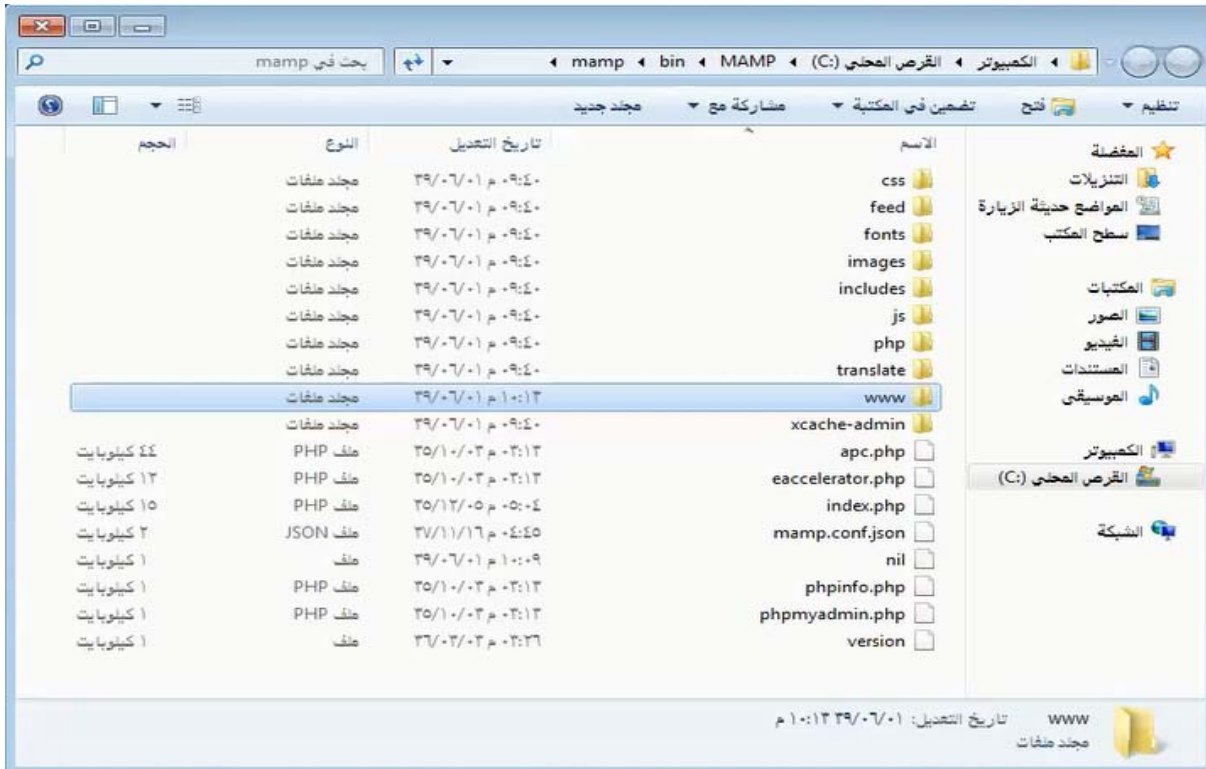 الكمبيوتر ◄ القرص المحلي (C:) ◄ MAMP ◄ bin ◄ mamp ◄
بحث في mamp
تنظيم فتح تضمين في المكتبة مشاركة مع مجلد جديد
المفضلة
التنزيلات
المواضع حديثة الزيارة
سطح المكتب
المكتبات
الصور
الفيديو
المستندات
الموسيقى
الكمبيوتر
القرص المحلي (C:)
الشبكة
الاسم تاريخ التعديل النوع الحجم
css ٣٩/٠٦/٠١ ٠٩:٤٠ م مجلد ملفات
feed ٣٩/٠٦/٠١ ٠٩:٤٠ م مجلد ملفات
fonts ٣٩/٠٦/٠١ ٠٩:٤٠ م مجلد ملفات
images ٣٩/٠٦/٠١ ٠٩:٤٠ م مجلد ملفات
includes ٣٩/٠٦/٠١ ٠٩:٤٠ م مجلد ملفات
js ٣٩/٠٦/٠١ ٠٩:٤٠ م مجلد ملفات
php ٣٩/٠٦/٠١ ٠٩:٤٠ م مجلد ملفات
translate ٣٩/٠٦/٠١ ٠٩:٤٠ م مجلد ملفات
www ٣٩/٠٦/٠١ ١٠:١٣ م مجلد ملفات
xcache-admin ٣٩/٠٦/٠١ ٠٩:٤٠ م مجلد ملفات
apc.php ٣٥/١٠/٠٣ ٠٣:١٣ م ملف PHP ٤٤ كيلوبايت
eaccelerator.php ٣٥/١٠/٠٣ ٠٣:١٣ م ملف PHP ١٣ كيلوبايت
index.php ٣٥/١٢/٠٥ ٠٥:٠٤ م ملف PHP ١٥ كيلوبايت
mamp.conf.json ٣٧/١١/١٦ ٠٤:٤٥ م ملف JSON ٢ كيلوبايت
nil ٣٩/٠٦/٠١ ١٠:٠٩ م ملف ١ كيلوبايت
phpinfo.php ٣٥/١٠/٠٣ ٠٣:١٣ م ملف PHP ١ كيلوبايت
phpmyadmin.php ٣٥/١٠/٠٣ ٠٣:١٣ م ملف PHP ١ كيلوبايت
version ٣٦/٠٣/٠٣ ٠٣:٢٦ م ملف ١ كيلوبايت
www تاريخ التعديل: ٣٩/٠٦/٠١ ١٠:١٣ م
مجلد ملفات